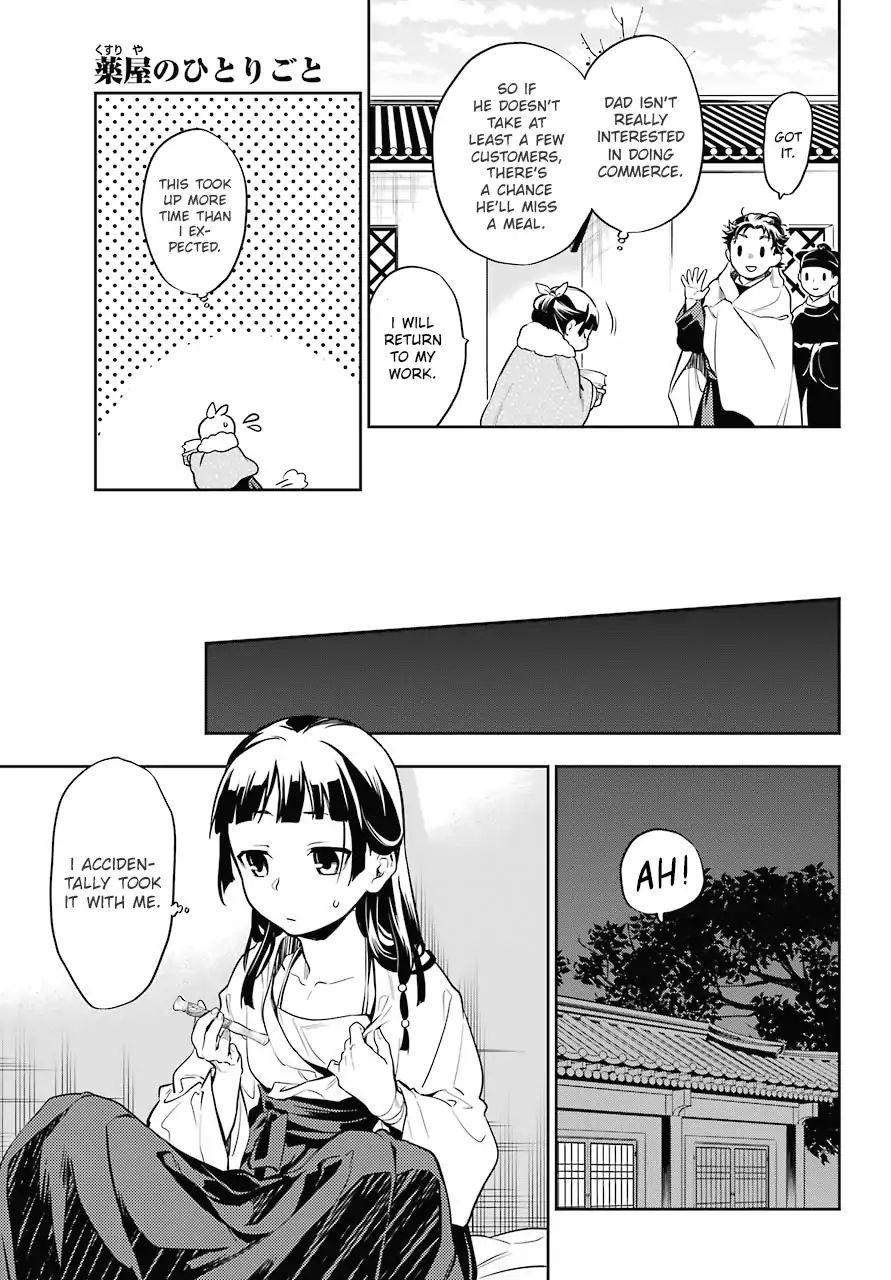 GOT
IT.
DAD ISN'T
REALLY
INTERESTED
IN DOING
COMMERCE.
SO IF
HE DOESN'T
TAKE AT
LEAST A FEW
CUSTOMERS,
THERE'S
A CHANCE
HE'LL MISS
A MEAL.
I WILL
RETURN
TO MY
WORK.
くすり や
薬屋のひとりごと
THIS TOOK
UP MORE
TIME THAN
I EX-
PECTED.
AH!
I ACCIDEN-
TALLY TOOK
IT WITH ME.